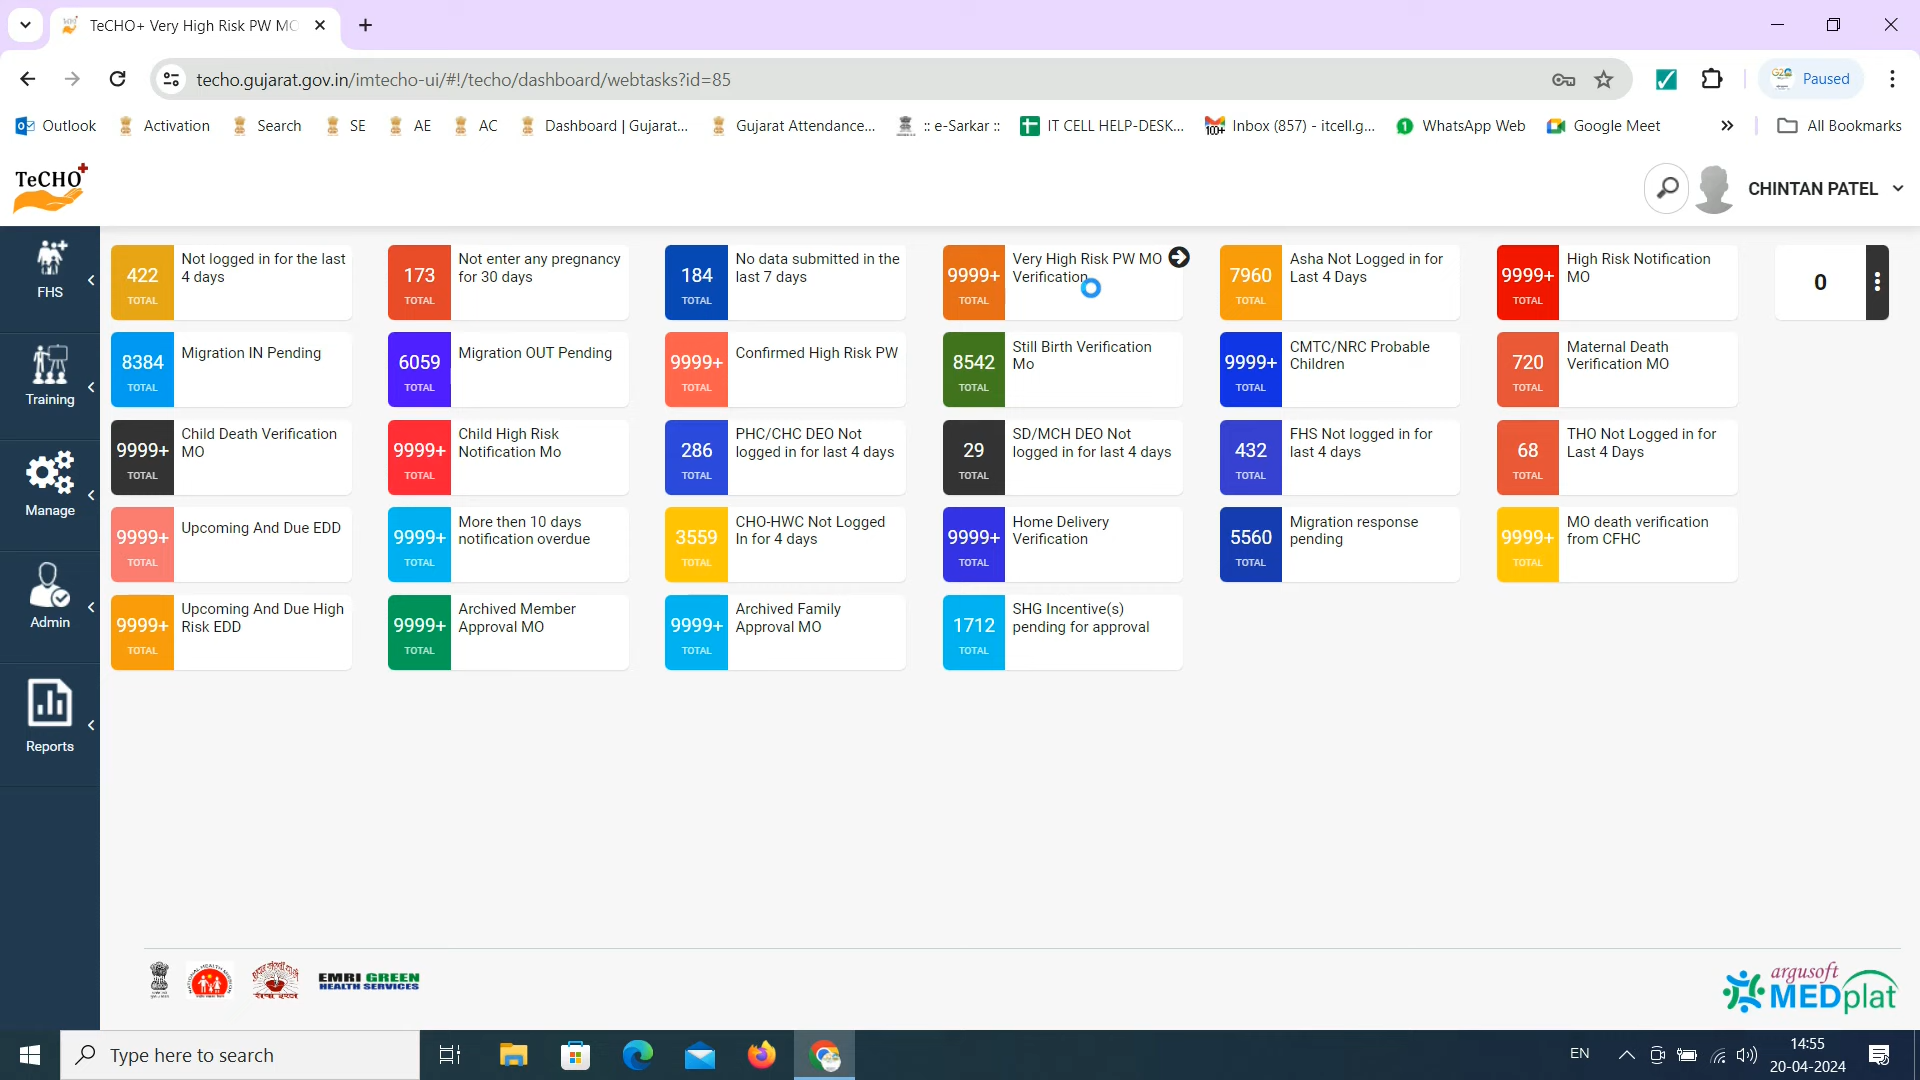 TeCHO+ Very High Risk PW MO
techo.gujarat.gov.in/imtecho-ui/#!/techo/dashboard/webtasks?id=85
Paused
Outlook Activation Search SE AE AC Dashboard | Gujarat... Gujarat Attendance... :: e-Sarkar :: IT CELL HELP-DESK... Inbox (857) - itcell.g... WhatsApp Web Google Meet » All Bookmarks
TeCHO+
CHINTAN PATEL
FHS
Training
Manage
Admin
Reports
422 TOTAL
Not logged in for the last
4 days
173 TOTAL
Not enter any pregnancy
for 30 days
184 TOTAL
No data submitted in the
last 7 days
9999+ TOTAL
Very High Risk PW MO
Verification
7960 TOTAL
Asha Not Logged in for
Last 4 Days
9999+ TOTAL
High Risk Notification
MO
0
8384 TOTAL
Migration IN Pending
6059 TOTAL
Migration OUT Pending
9999+ TOTAL
Confirmed High Risk PW
8542 TOTAL
Still Birth Verification
Mo
9999+ TOTAL
CMTC/NRC Probable
Children
720 TOTAL
Maternal Death
Verification MO
9999+ TOTAL
Child Death Verification
MO
9999+ TOTAL
Child High Risk
Notification Mo
286 TOTAL
PHC/CHC DEO Not
logged in for last 4 days
29 TOTAL
SD/MCH DEO Not
logged in for last 4 days
432 TOTAL
FHS Not logged in for
last 4 days
68 TOTAL
THO Not Logged in for
Last 4 Days
9999+ TOTAL
Upcoming And Due EDD
9999+ TOTAL
More then 10 days
notification overdue
3559 TOTAL
CHO-HWC Not Logged
In for 4 days
9999+ TOTAL
Home Delivery
Verification
5560 TOTAL
Migration response
pending
9999+ TOTAL
MO death verification
from CFHC
9999+ TOTAL
Upcoming And Due High
Risk EDD
9999+ TOTAL
Archived Member
Approval MO
9999+ TOTAL
Archived Family
Approval MO
1712 TOTAL
SHG Incentive(s)
pending for approval
EMRI GREEN
HEALTH SERVICES
argusoft
MEDplat
Type here to search
EN
14:55
20-04-2024